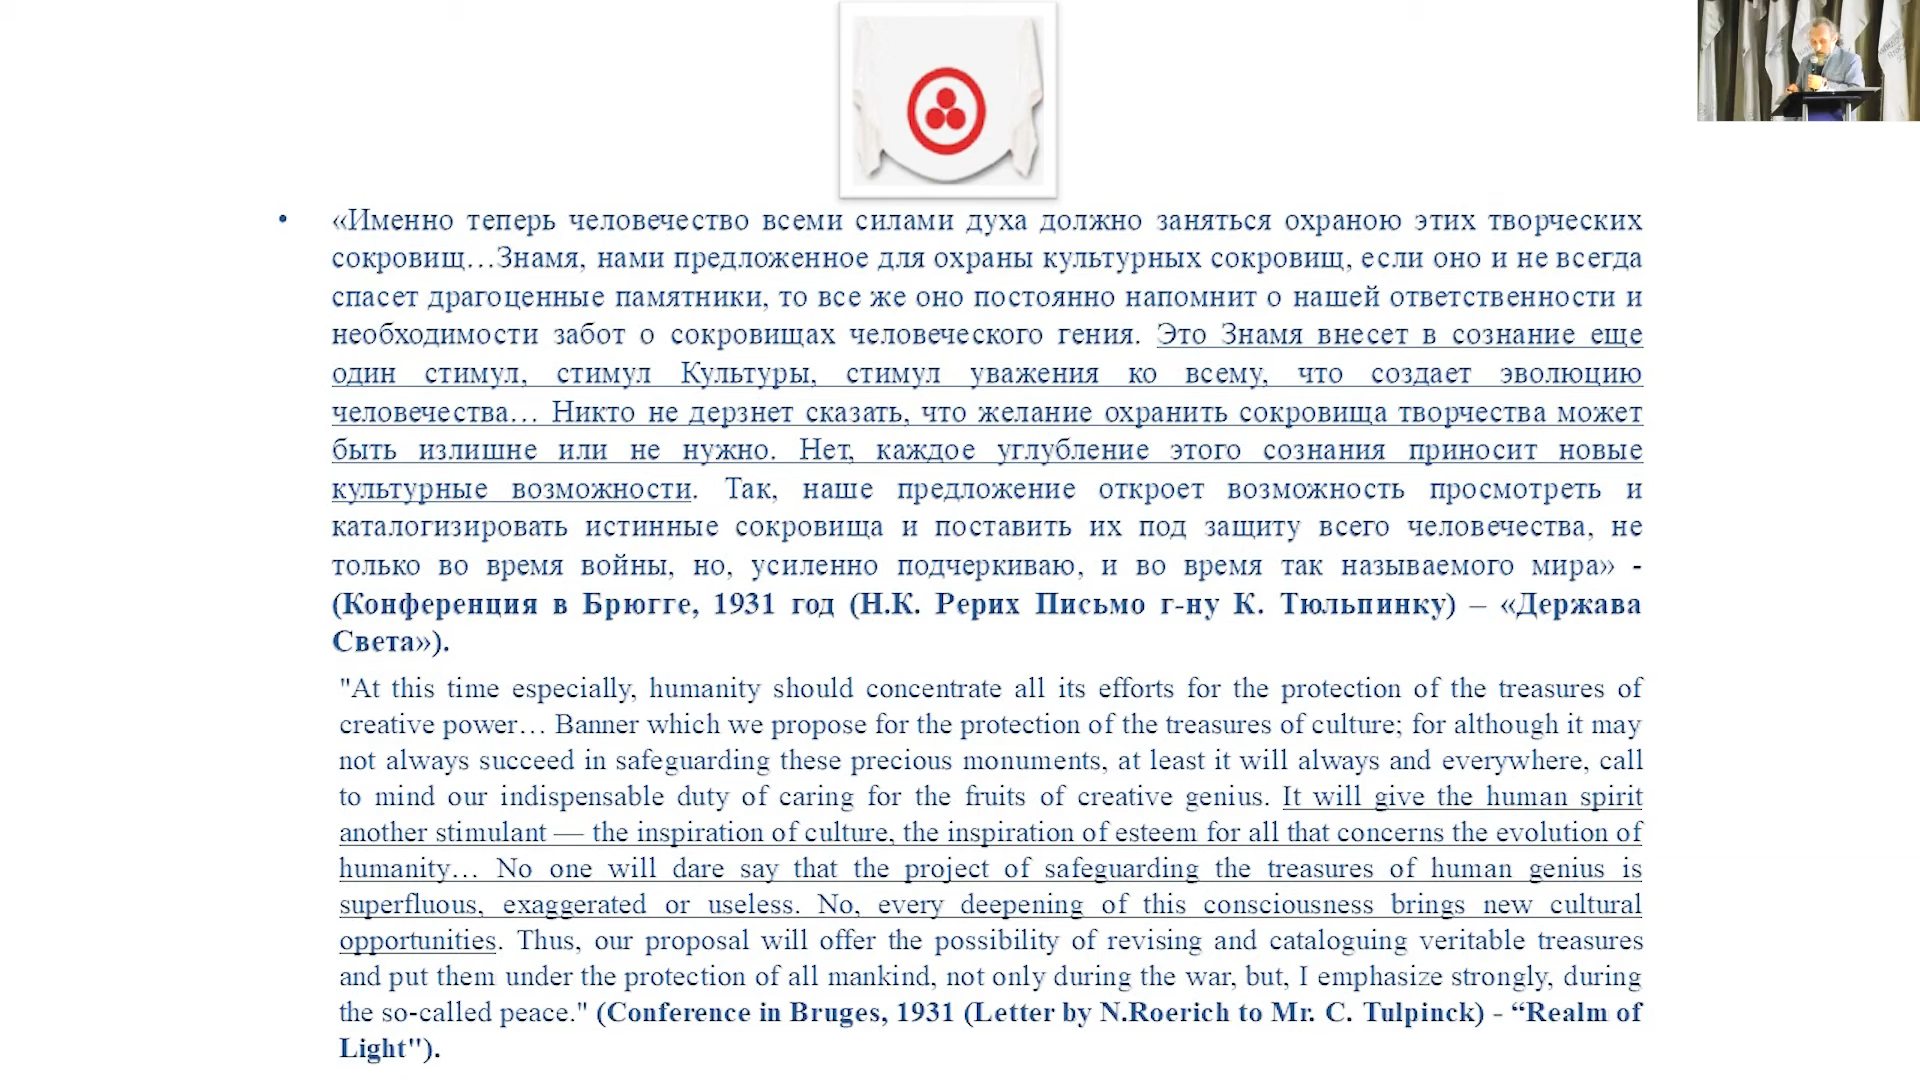 • «Именно теперь человечество всеми силами духа должно заняться охраною этих творческих
сокровищ…Знамя, нами предложенное для охраны культурных сокровищ, если оно и не всегда
спасет драгоценные памятники, то все же оно постоянно напомнит о нашей ответственности и
необходимости забот о сокровищах человеческого гения. Это Знамя внесет в сознание еще
один стимул, стимул Культуры, стимул уважения ко всему, что создает эволюцию
человечества… Никто не дерзнет сказать, что желание охранить сокровища творчества может
быть излишне или не нужно. Нет, каждое углубление этого сознания приносит новые
культурные возможности. Так, наше предложение откроет возможность просмотреть и
каталогизировать истинные сокровища и поставить их под защиту всего человечества, не
только во время войны, но, усиленно подчеркиваю, и во время так называемого мира» -
(Конференция в Брюгге, 1931 год (Н.К. Рерих Письмо г-ну К. Тюльпинку) – «Держава
Света»).
"At this time especially, humanity should concentrate all its efforts for the protection of the treasures of
creative power… Banner which we propose for the protection of the treasures of culture; for although it may
not always succeed in safeguarding these precious monuments, at least it will always and everywhere, call
to mind our indispensable duty of caring for the fruits of creative genius. It will give the human spirit
another stimulant — the inspiration of culture, the inspiration of esteem for all that concerns the evolution of
humanity… No one will dare say that the project of safeguarding the treasures of human genius is
superfluous, exaggerated or useless. No, every deepening of this consciousness brings new cultural
opportunities. Thus, our proposal will offer the possibility of revising and cataloguing veritable treasures
and put them under the protection of all mankind, not only during the war, but, I emphasize strongly, during
the so-called peace." (Conference in Bruges, 1931 (Letter by N.Roerich to Mr. C. Tulpinck) - “Realm of
Light").